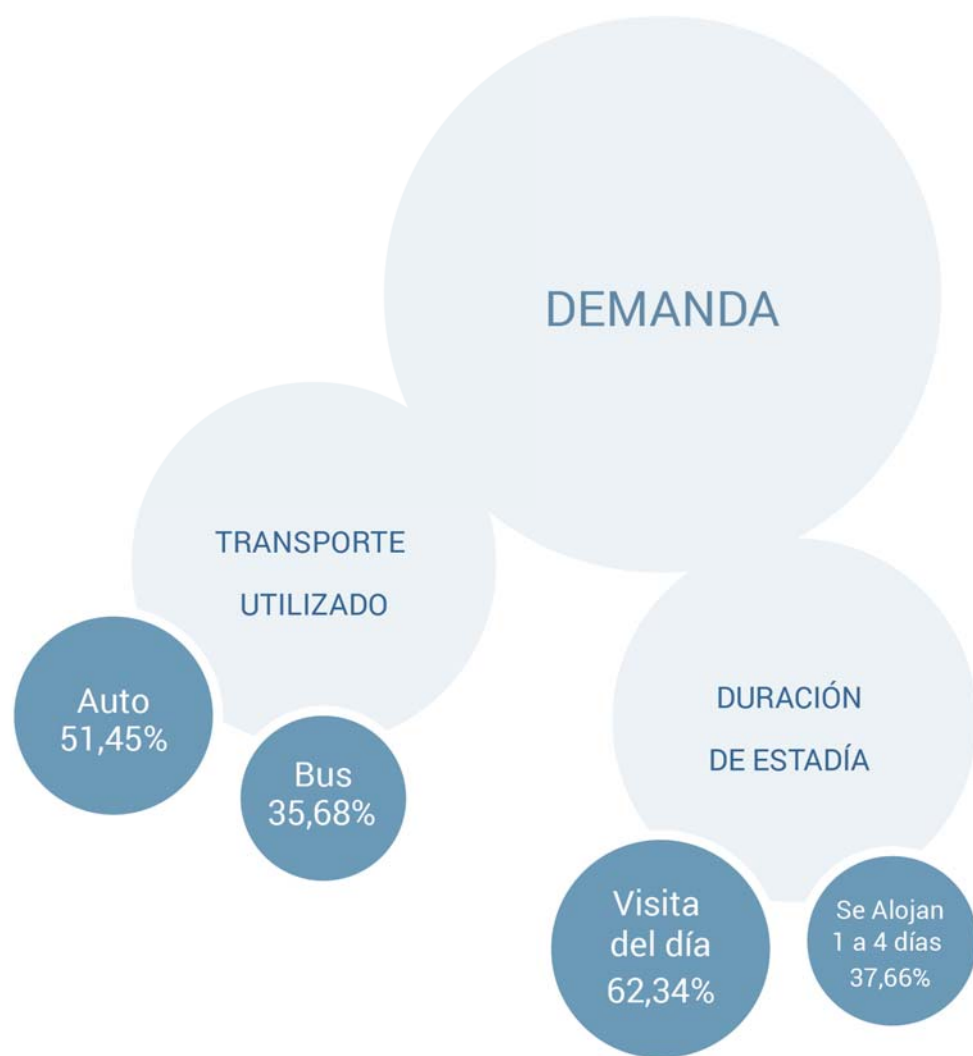 DEMANDA
TRANSPORTE
UTILIZADO
Auto
51,45%
Bus
35,68%
DURACIÓN
DE ESTADÍA
Visita
del día
62,34%
Se Alojan
1 a 4 días
37,66%